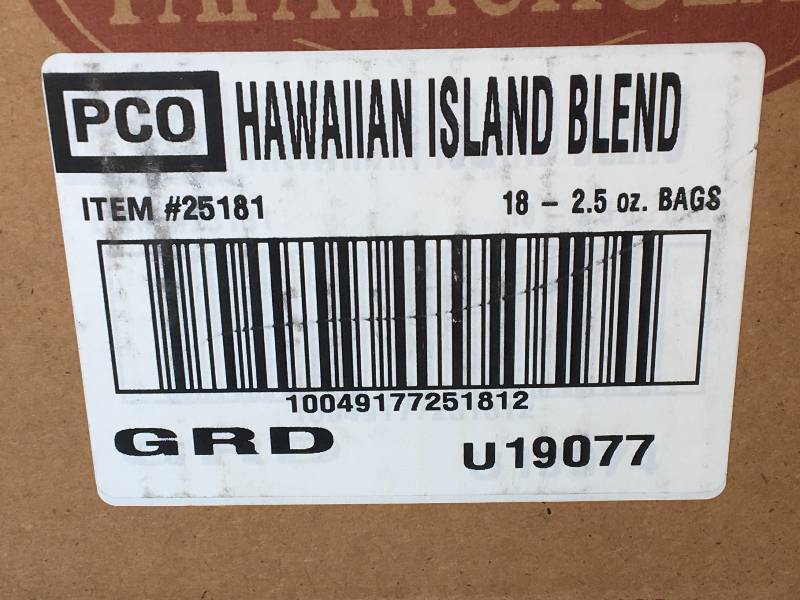 PCO HAWAIIAN ISLAND BLEND
ITEM #25181 18 – 2.5 oz. BAGS
10049177251812
GRD U19077